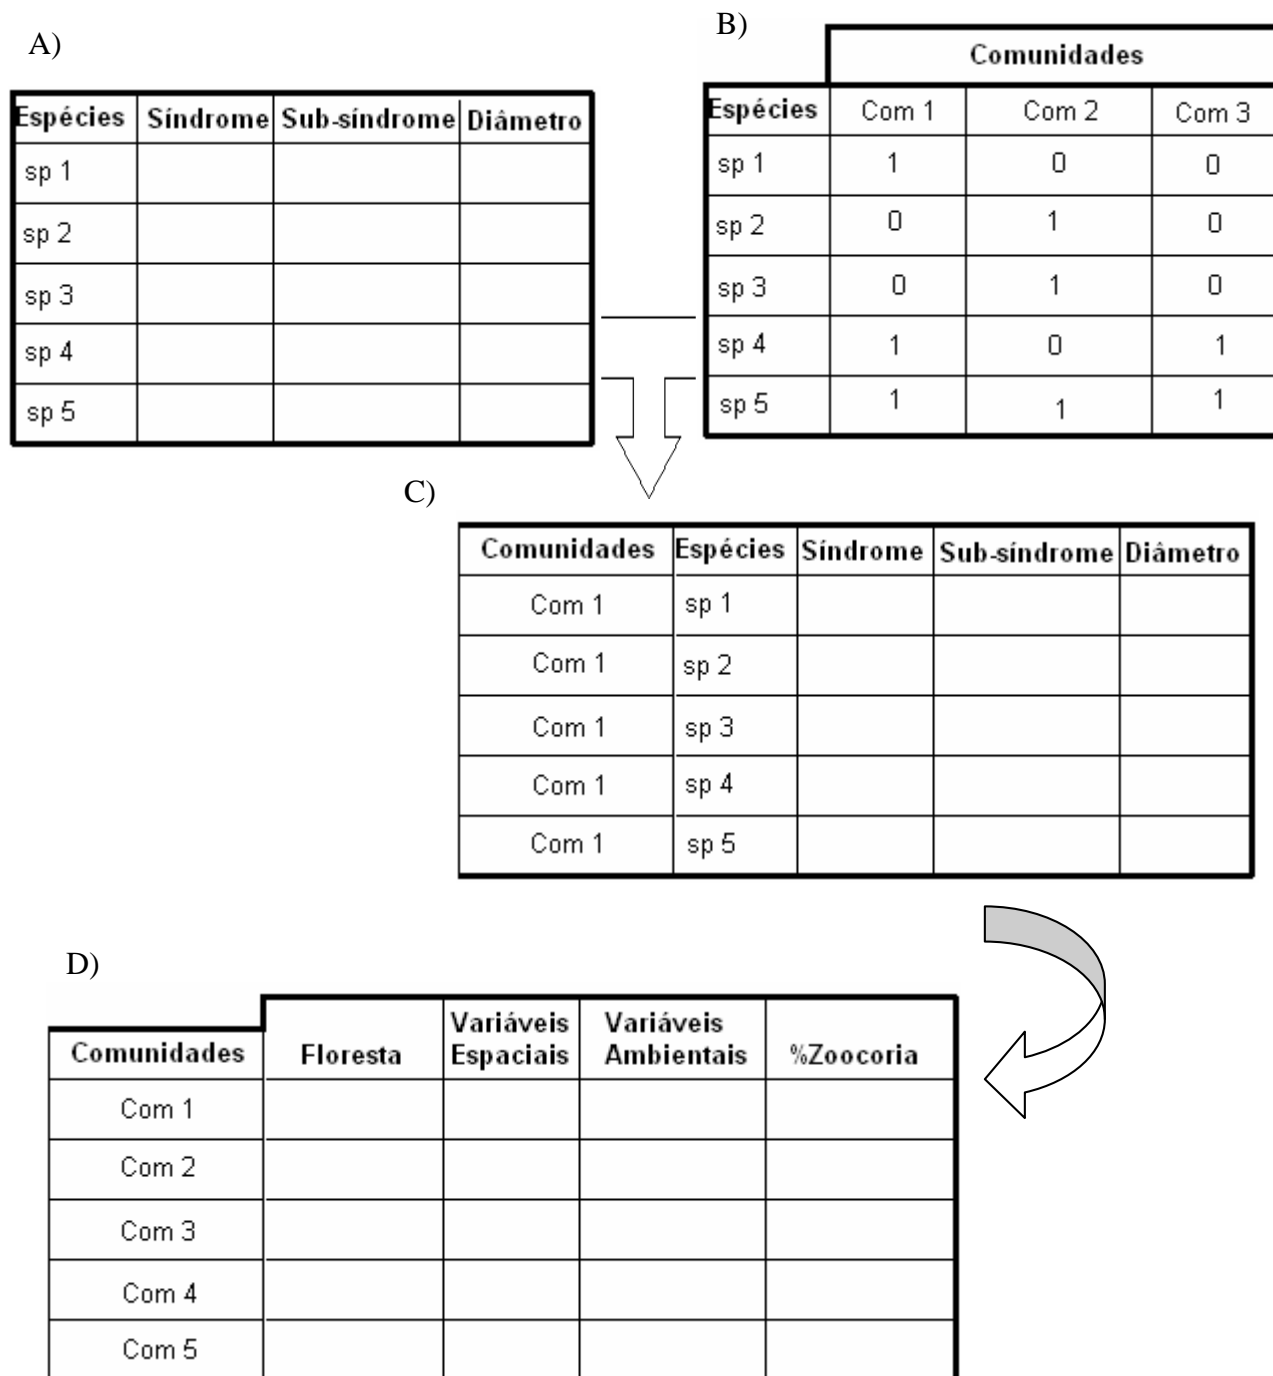 A)
Espécies Síndrome Sub-síndrome Diâmetro
sp 1
sp 2
sp 3
sp 4
sp 5
B)
Comunidades
Espécies Com 1 Com 2 Com 3
sp 1 1 0 0
sp 2 0 1 0
sp 3 0 1 0
sp 4 1 0 1
sp 5 1 1 1
C)
Comunidades Espécies Síndrome Sub-síndrome Diâmetro
Com 1 sp 1
Com 1 sp 2
Com 1 sp 3
Com 1 sp 4
Com 1 sp 5
D)
Comunidades Floresta Variáveis Espaciais Variáveis Ambientais %Zoocoria
Com 1
Com 2
Com 3
Com 4
Com 5